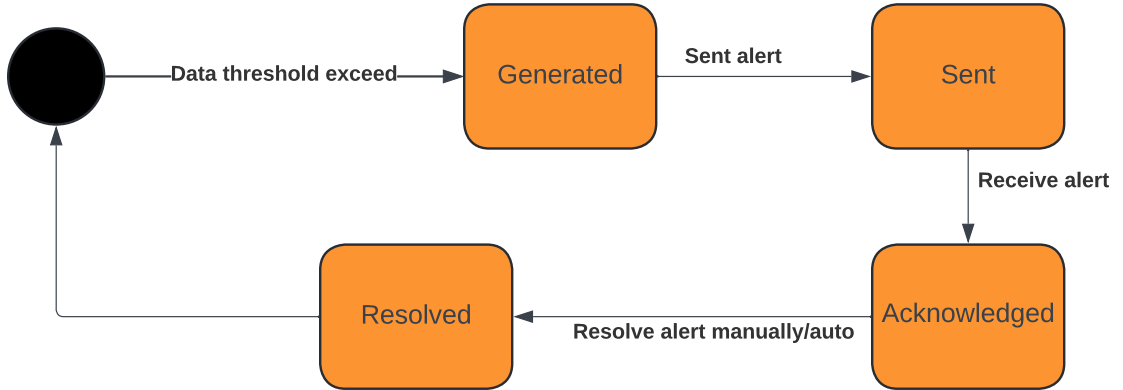 Data threshold exceed
Generated
Sent alert
Sent
Receive alert
Acknowledged
Resolve alert manually/auto
Resolved